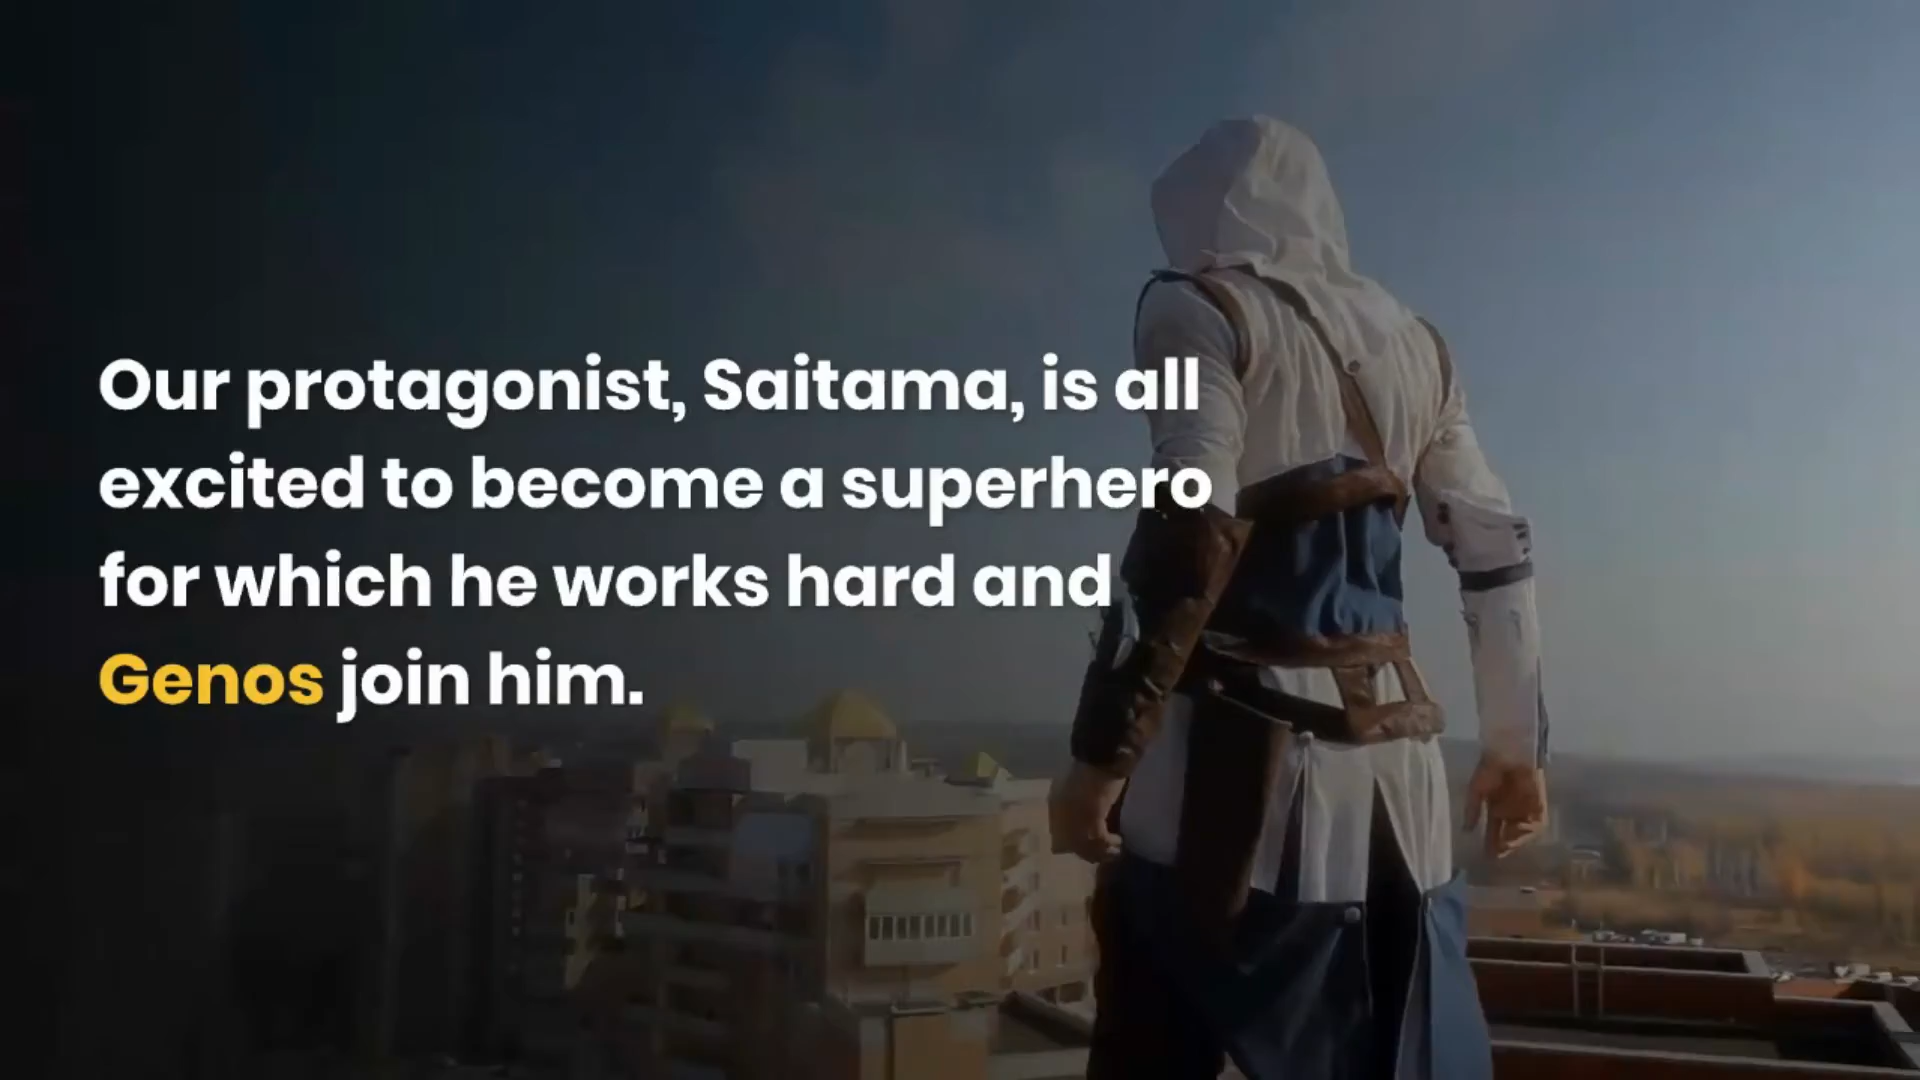 Our protagonist, Saitama, is all
excited to become a superhero
for which he works hard and
Genos join him.